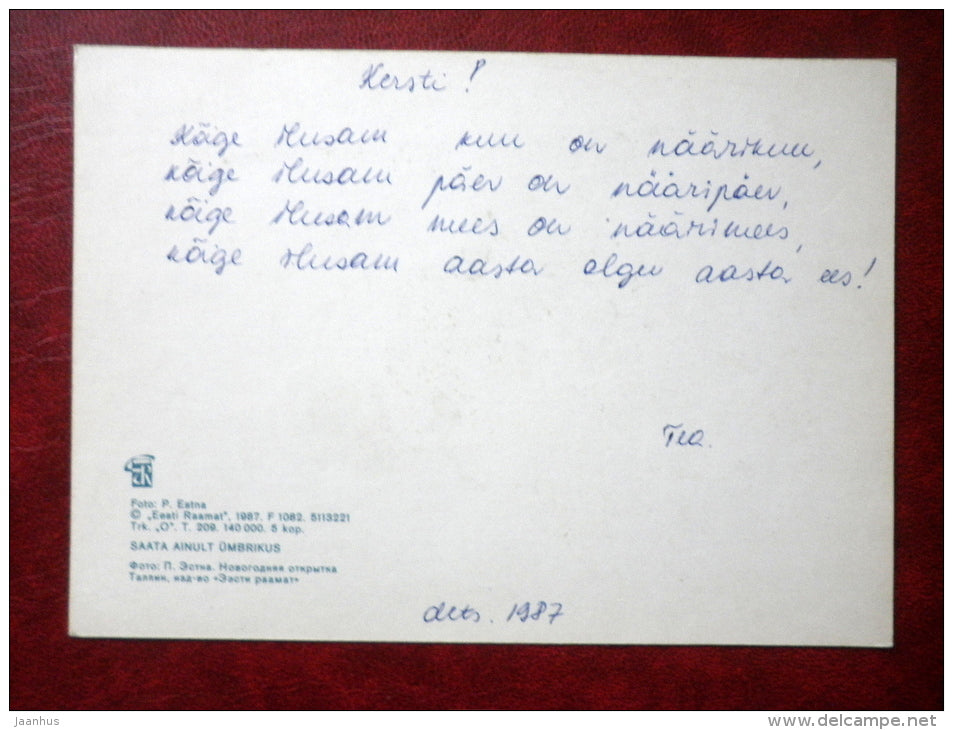 Kersti!
Kõige ilusam kuu on näärikuu,
kõige ilusam päev on nääripäev,
kõige ilusam mees on näärimees,
kõige ilusam aasta olgu aasta ees!
Tea.
Foto: P. Estna
© „Eesti Raamat", 1987. F 1082. 5113221
Trk. „O". T. 209. 140 000. 5 kop.
SAATA AINULT ÜMBRIKUS
Фото: П. Эстна. Новогодняя открытка
Таллин, изд-во «Ээсти раамат»
dets. 1987
jaanhus
www.delcampe.net